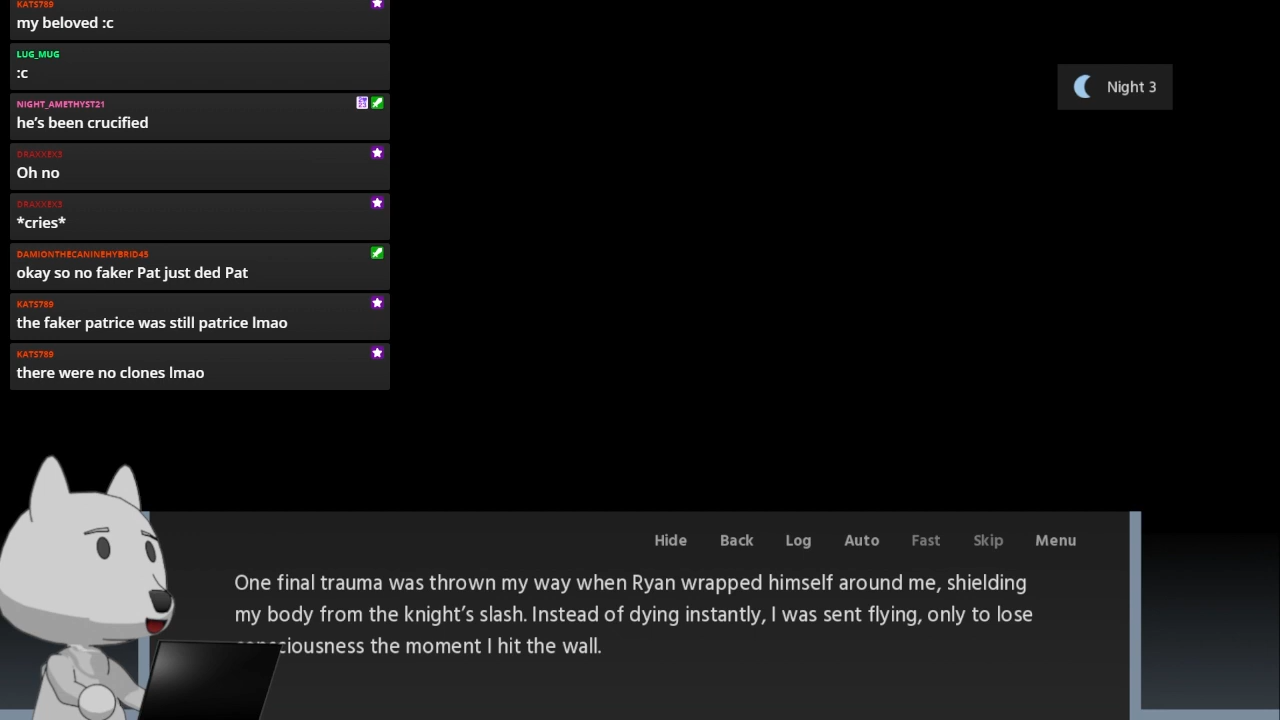 KATS789
my beloved :c
LUG_MUG
:c
NIGHT_AMETHYST21
he's been crucified
DRAXXEK3
Oh no
DRAXXEK3
*cries*
DAMIONTHECANINEHYBRID45
okay so no faker Pat just ded Pat
KATS789
the faker patrice was still patrice lmao
KATS789
there were no clones lmao
Night 3
Hide Back Log Auto Fast Skip Menu
One final trauma was thrown my way when Ryan wrapped himself around me, shielding
my body from the knight's slash. Instead of dying instantly, I was sent flying, only to lose
consciousness the moment I hit the wall.